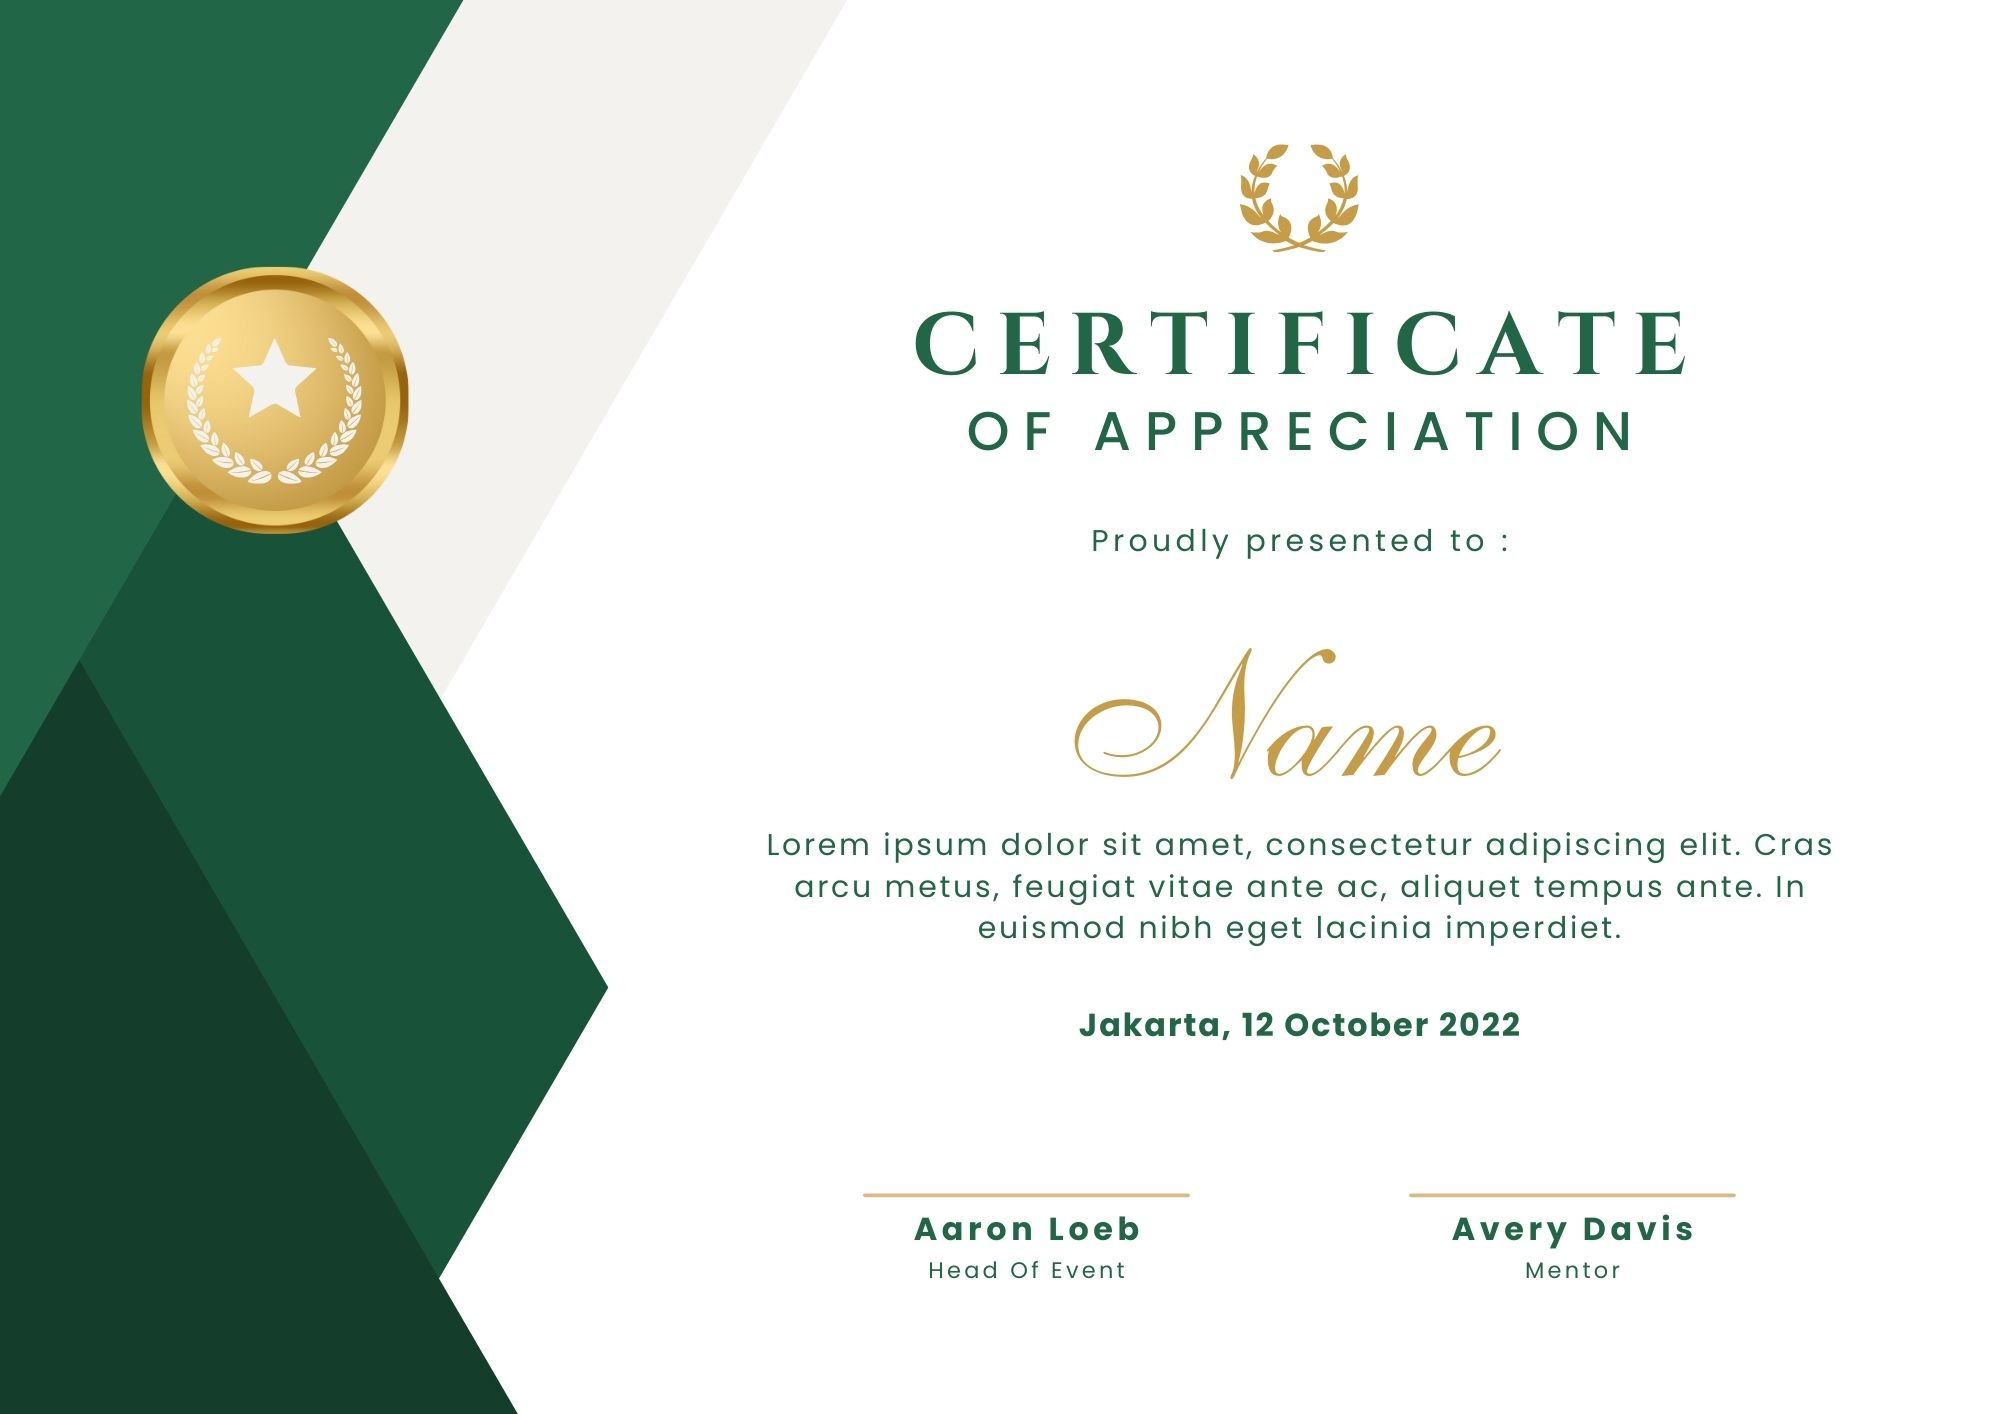 CERTIFICATE
OF APPRECIATION
Proudly presented to :
Name
Lorem ipsum dolor sit amet, consectetur adipiscing elit. Cras
arcu metus, feugiat vitae ante ac, aliquet tempus ante. In
euismod nibh eget lacinia imperdiet.
Jakarta, 12 October 2022
Aaron Loeb
Head Of Event
Avery Davis
Mentor